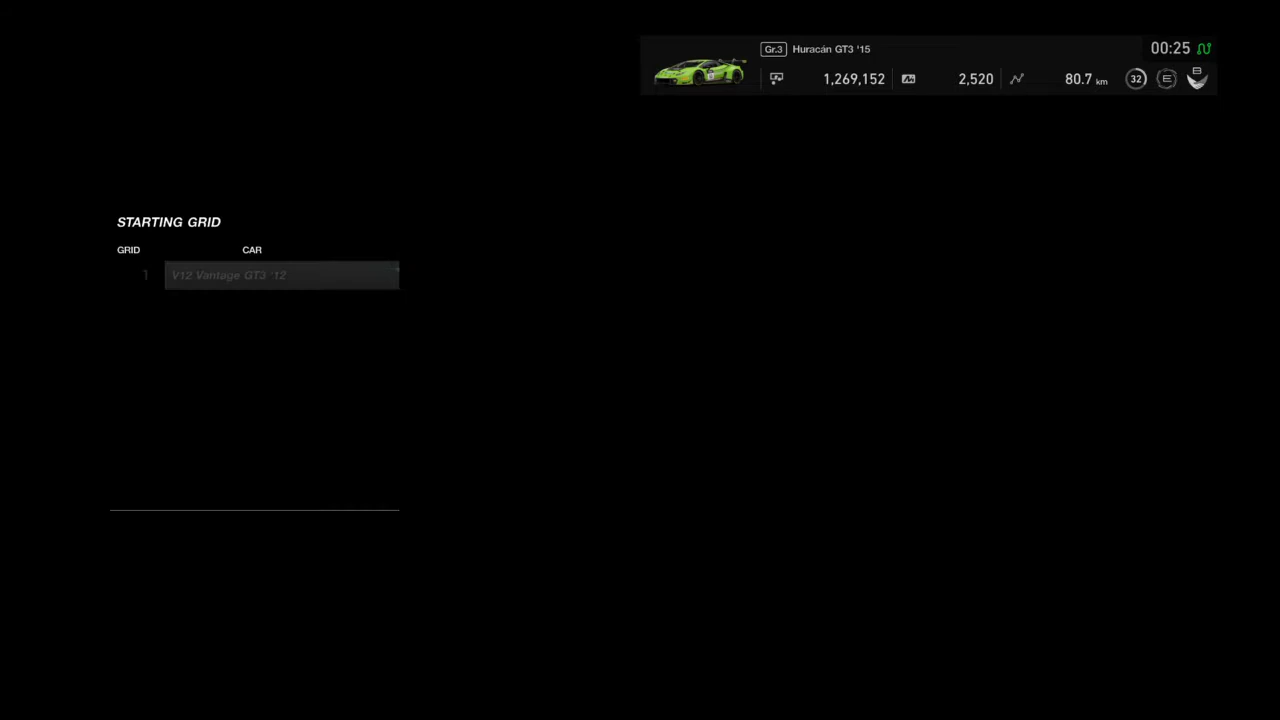 Gr.3 Huracán GT3 '15 00:25
1,269,152 2,520 80.7 km 32 E B
STARTING GRID
GRID CAR
1 V12 Vantage GT3 '12